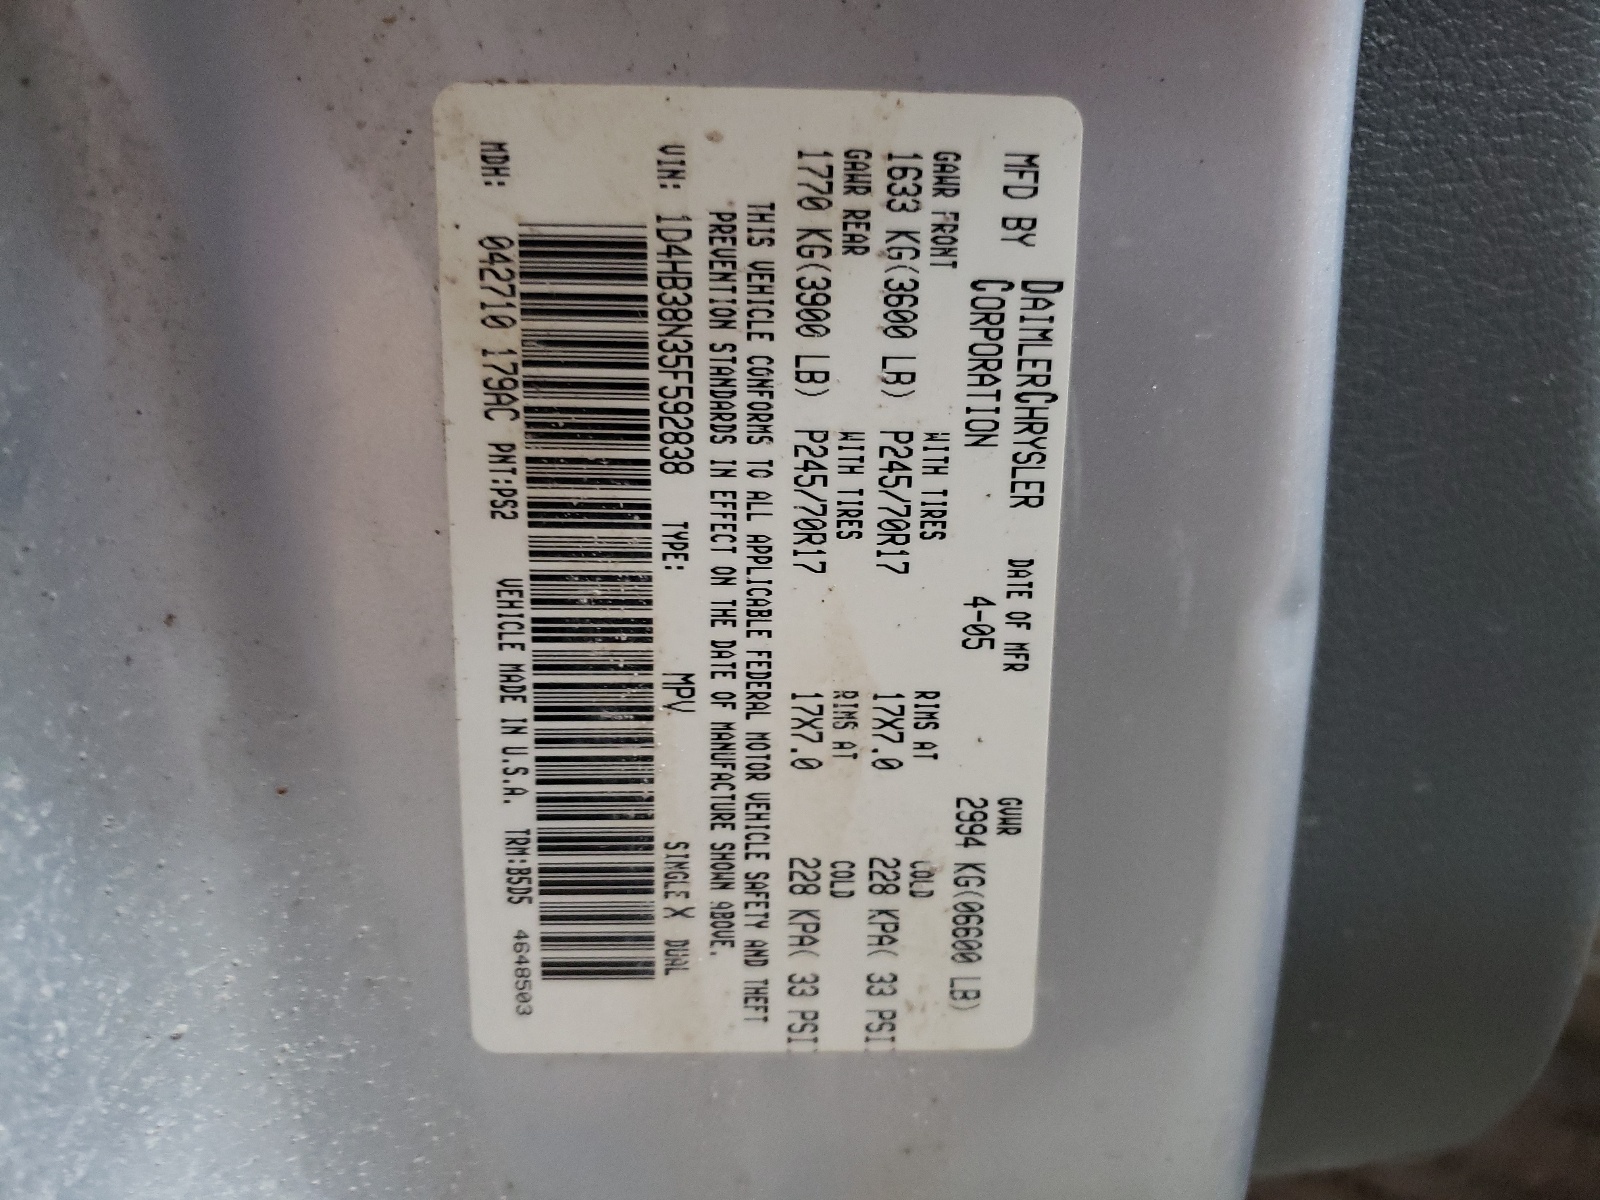 MFD BY DAIMLERCHRYSLER DATE OF MFR GVWR
CORPORATION 4-05 2994 KG(06600 LB)
GAWR FRONT WITH TIRES RIMS AT COLD
1633 KG(3600 LB) P245/70R17 17X7.0 228 KPA( 33 PSI)
GAWR REAR WITH TIRES RIMS AT COLD
1770 KG(3900 LB) P245/70R17 17X7.0 228 KPA( 33 PSI)
THIS VEHICLE CONFORMS TO ALL APPLICABLE FEDERAL MOTOR VEHICLE SAFETY AND THEFT
PREVENTION STANDARDS IN EFFECT ON THE DATE OF MANUFACTURE SHOWN ABOVE.
VIN: 1D4HB38N35F592838 TYPE: MPV SINGLE X DUAL
MDH: 042710 179AC PNT:PS2 VEHICLE MADE IN U.S.A. TRM:B5D5 4648503